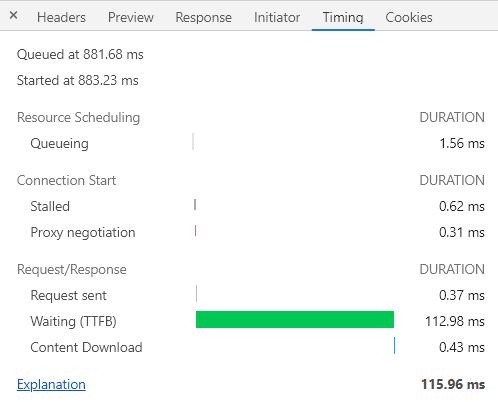 × Headers Preview Response Initiator Timing Cookies
Queued at 881.68 ms
Started at 883.23 ms
Resource Scheduling DURATION
Queueing 1.56 ms
Connection Start DURATION
Stalled 0.62 ms
Proxy negotiation 0.31 ms
Request/Response DURATION
Request sent 0.37 ms
Waiting (TTFB) 112.98 ms
Content Download 0.43 ms
Explanation 115.96 ms